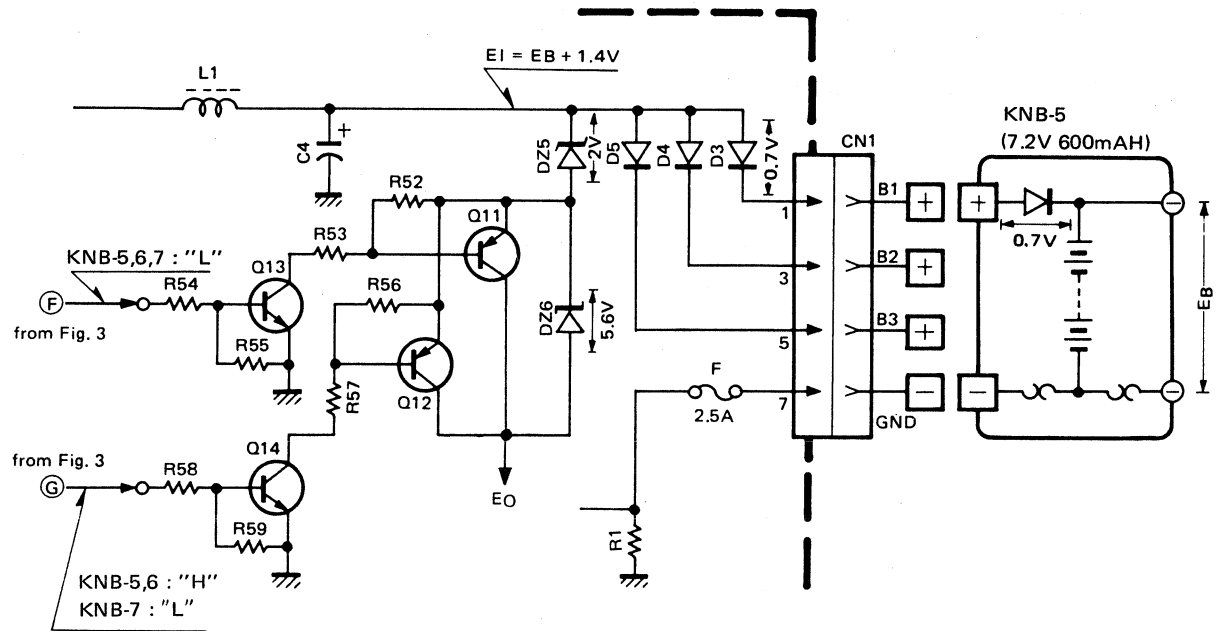 EI = EB + 1.4V
L1
C4
+
DZ5
2V
D5
D4
D3
0.7V
CN1
KNB-5
(7.2V 600mAH)
R52
Q11
R53
1
B1
+
+
−
0.7V
KNB-5,6,7 : "L"
Q13
R54
F
from Fig. 3
R55
R56
3
B2
+
DZ6
5.6V
EB
5
B3
+
Q12
R57
F
2.5A
7
GND
−
−
−
from Fig. 3
G
R58
Q14
R59
EO
R1
KNB-5,6 : "H"
KNB-7 : "L"